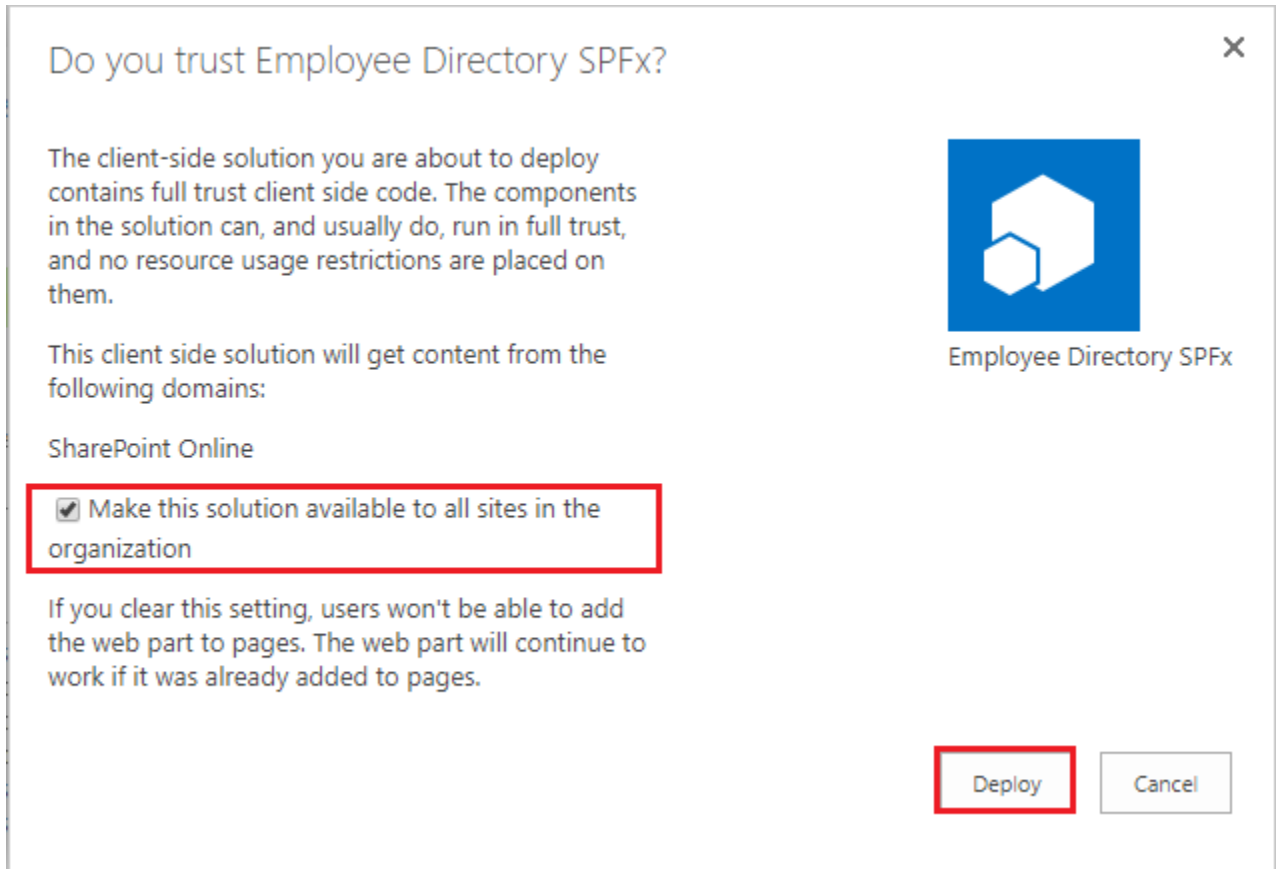 Do you trust Employee Directory SPFx?
The client-side solution you are about to deploy
contains full trust client side code. The components
in the solution can, and usually do, run in full trust,
and no resource usage restrictions are placed on
them.
Employee Directory SPFx
This client side solution will get content from the
following domains:
SharePoint Online
Make this solution available to all sites in the
organization
If you clear this setting, users won't be able to add
the web part to pages. The web part will continue to
work if it was already added to pages.
Deploy
Cancel